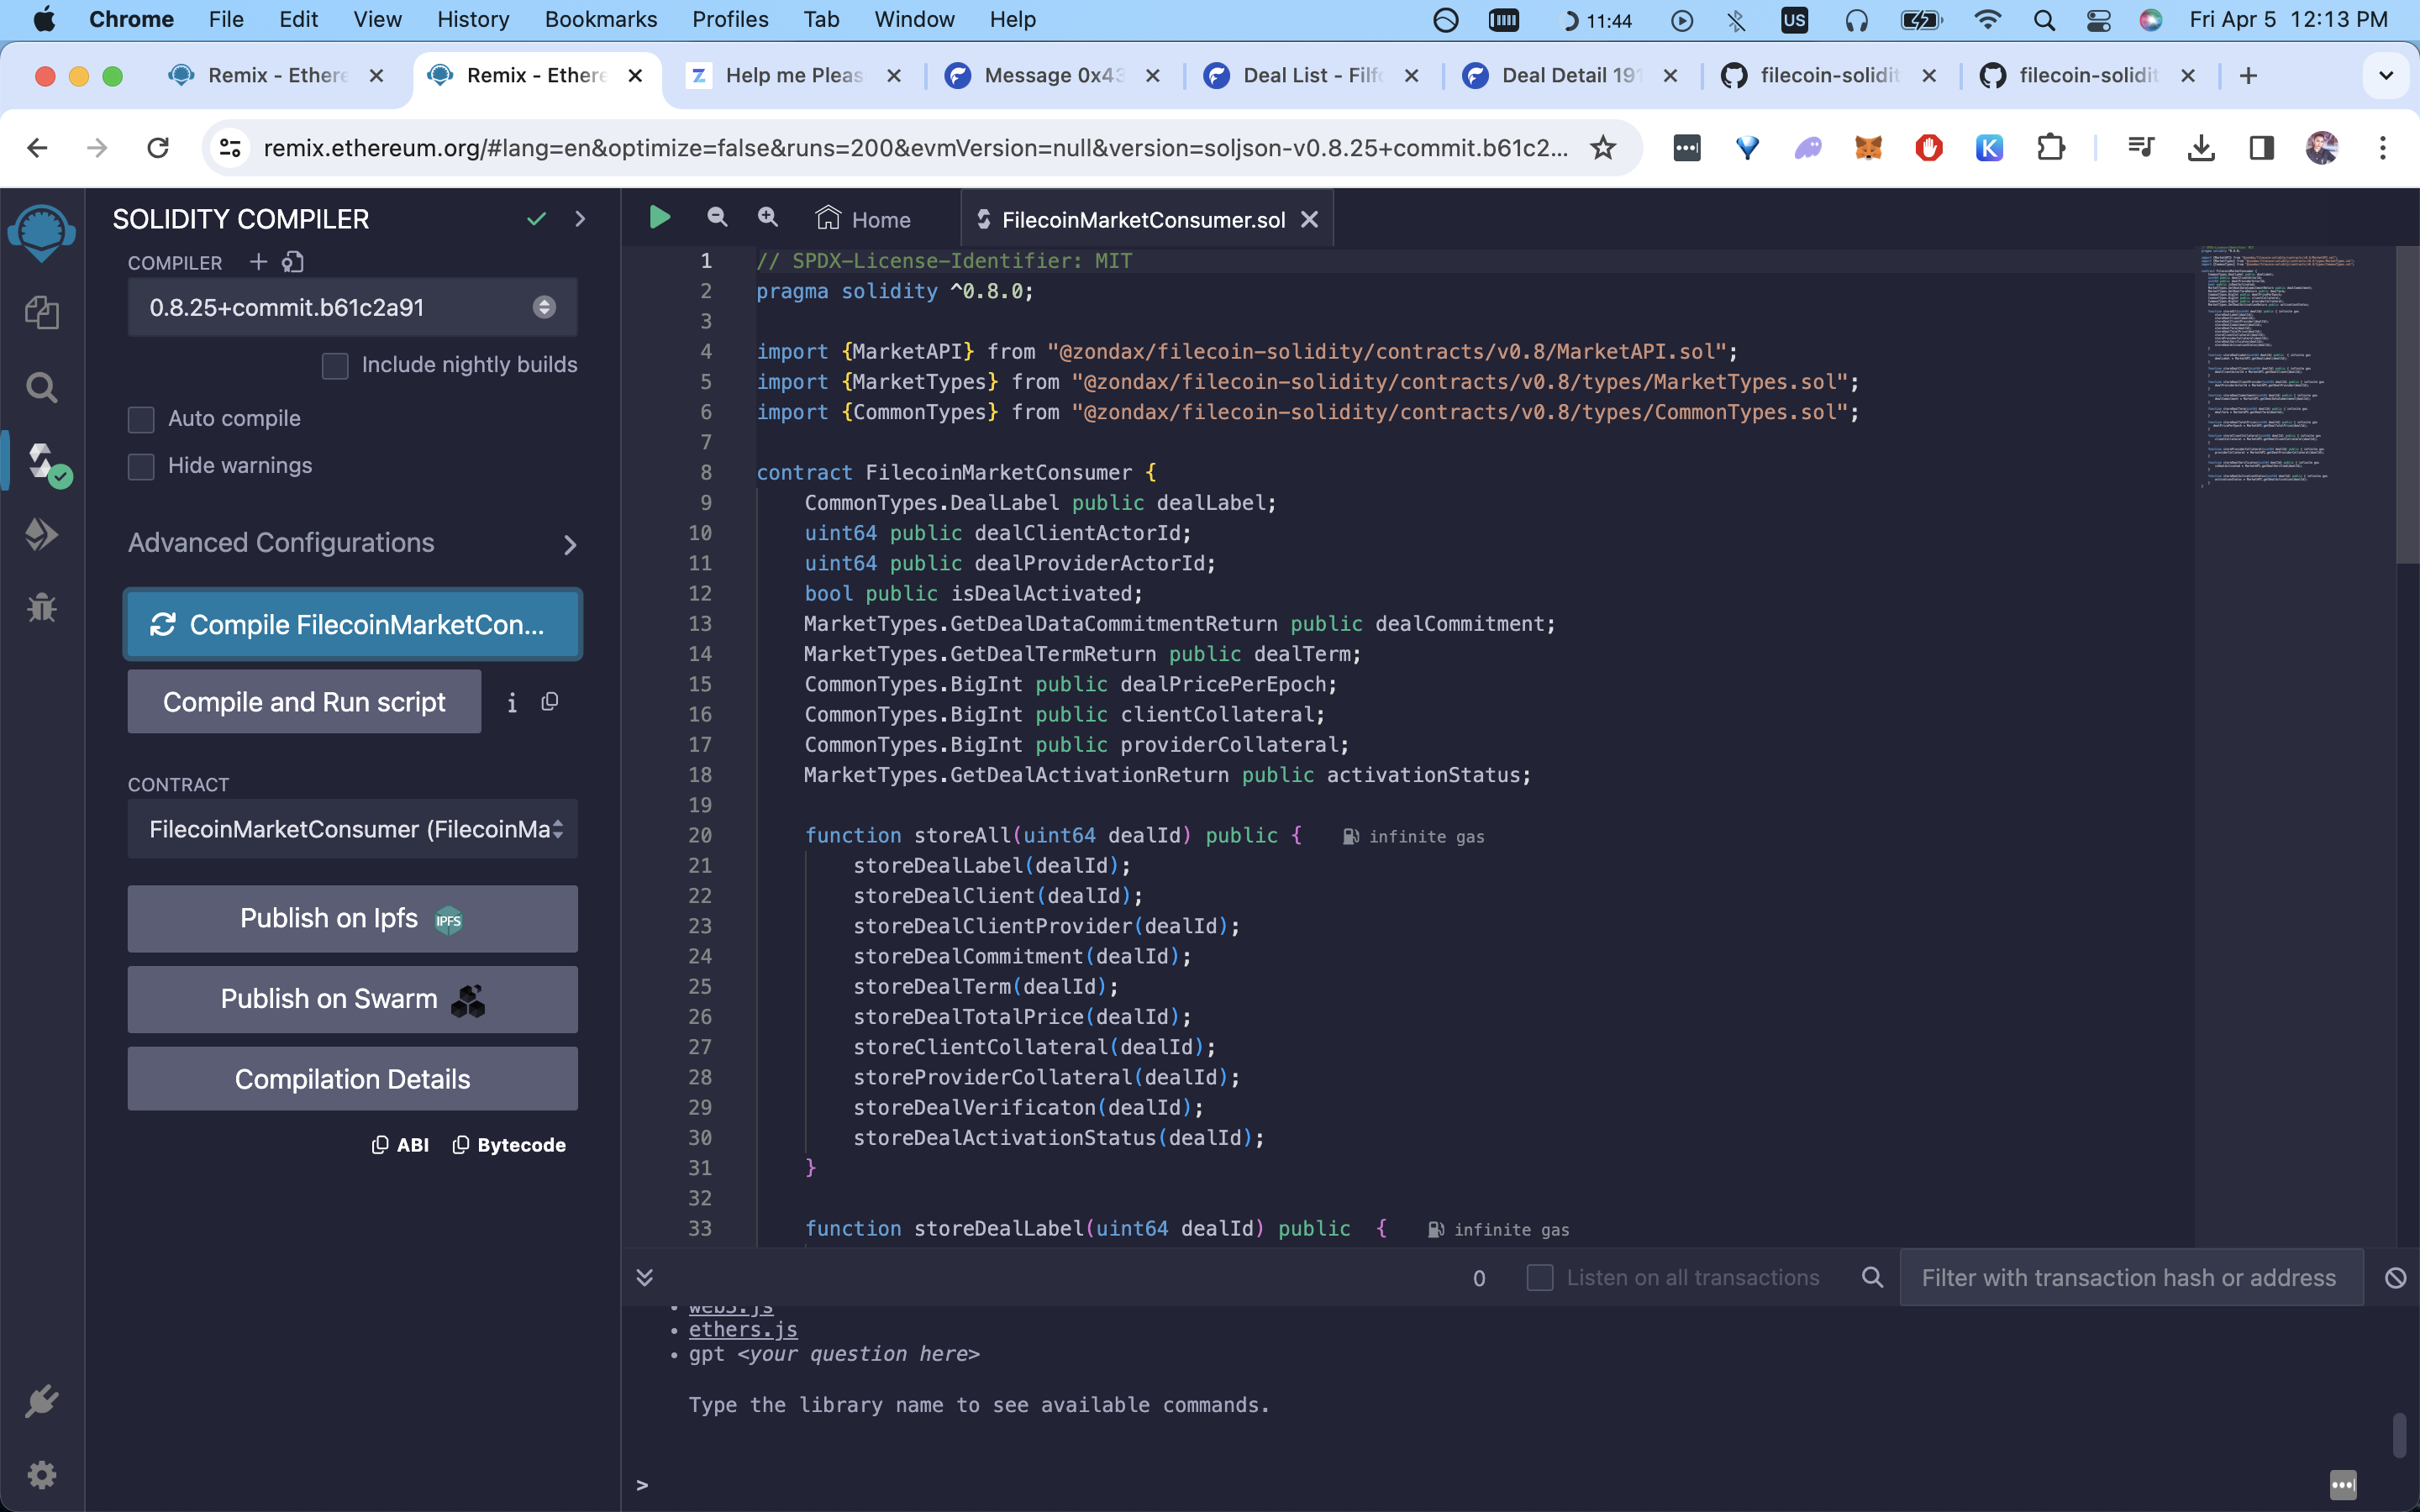 Chrome File Edit View History Bookmarks Profiles Tab Window Help 11:44 US Fri Apr 5 12:13 PM
Remix - Ethere Remix - Ethere Help me Pleas Message 0x43 Deal List - Filfo Deal Detail 191 filecoin-solidit filecoin-solidit
remix.ethereum.org/#lang=en&optimize=false&runs=200&evmVersion=null&version=soljson-v0.8.25+commit.b61c2...
SOLIDITY COMPILER
COMPILER
0.8.25+commit.b61c2a91
Include nightly builds
Auto compile
Hide warnings
Advanced Configurations
Compile FilecoinMarketCon...
Compile and Run script
CONTRACT
FilecoinMarketConsumer (FilecoinMa
Publish on Ipfs IPFS
Publish on Swarm
Compilation Details
ABI Bytecode
Home FilecoinMarketConsumer.sol
1 // SPDX-License-Identifier: MIT
2 pragma solidity ^0.8.0;
3
4 import {MarketAPI} from "@zondax/filecoin-solidity/contracts/v0.8/MarketAPI.sol";
5 import {MarketTypes} from "@zondax/filecoin-solidity/contracts/v0.8/types/MarketTypes.sol";
6 import {CommonTypes} from "@zondax/filecoin-solidity/contracts/v0.8/types/CommonTypes.sol";
7
8 contract FilecoinMarketConsumer {
9 CommonTypes.DealLabel public dealLabel;
10 uint64 public dealClientActorId;
11 uint64 public dealProviderActorId;
12 bool public isDealActivated;
13 MarketTypes.GetDealDataCommitmentReturn public dealCommitment;
14 MarketTypes.GetDealTermReturn public dealTerm;
15 CommonTypes.BigInt public dealPricePerEpoch;
16 CommonTypes.BigInt public clientCollateral;
17 CommonTypes.BigInt public providerCollateral;
18 MarketTypes.GetDealActivationReturn public activationStatus;
19
20 function storeAll(uint64 dealId) public { infinite gas
21 storeDealLabel(dealId);
22 storeDealClient(dealId);
23 storeDealClientProvider(dealId);
24 storeDealCommitment(dealId);
25 storeDealTerm(dealId);
26 storeDealTotalPrice(dealId);
27 storeClientCollateral(dealId);
28 storeProviderCollateral(dealId);
29 storeDealVerificaton(dealId);
30 storeDealActivationStatus(dealId);
31 }
32
33 function storeDealLabel(uint64 dealId) public { infinite gas
0 Listen on all transactions Filter with transaction hash or address
• web3.js
• ethers.js
• gpt <your question here>
Type the library name to see available commands.
>